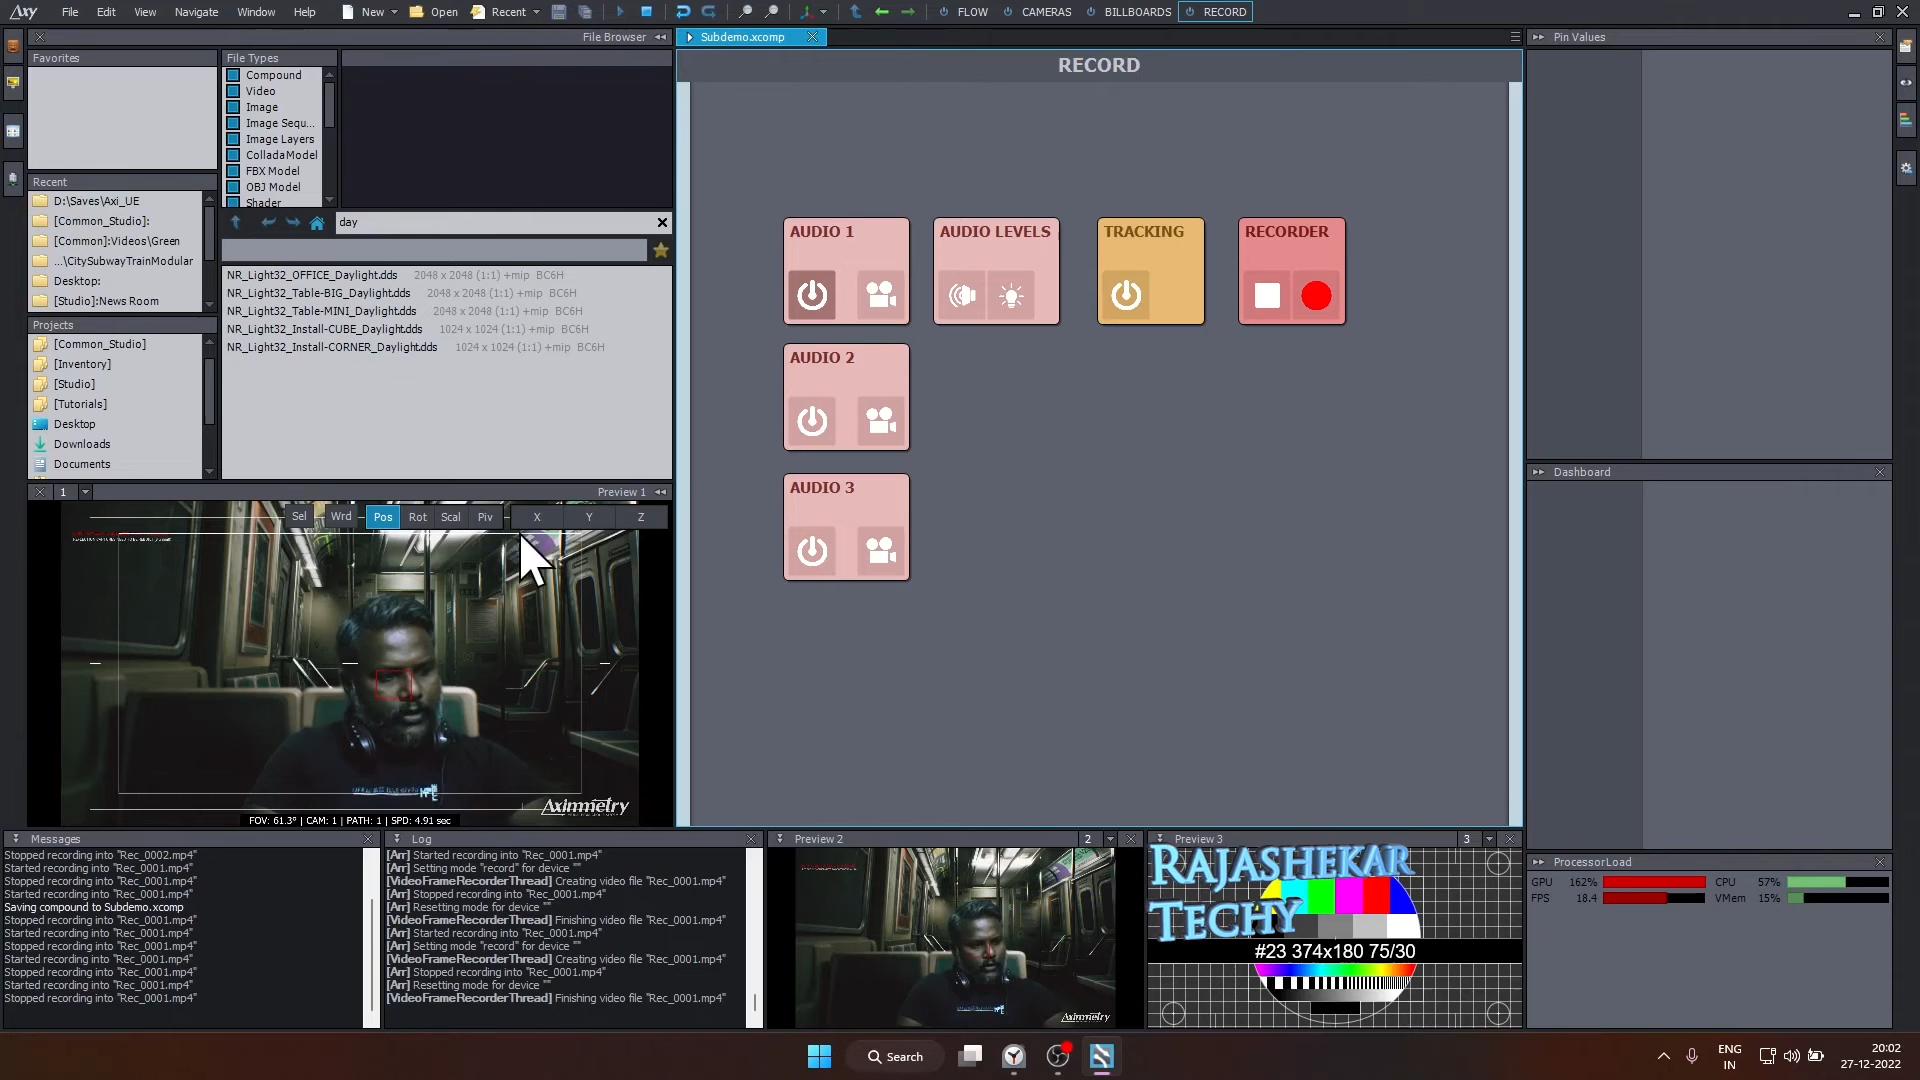 Axy File Edit View Navigate Window Help New Open Recent FLOW CAMERAS BILLBOARDS RECORD
File Browser
Favorites
File Types
Compound
Video
Image
Image Sequ...
Image Layers
ColladaModel
FBX Model
OBJ Model
Shader
Recent
D:\Saves\Axi_UE
[Common_Studio]:
[Common]:Videos\Green
...\CitySubwayTrainModular
Desktop:
[Studio]:News Room
Projects
[Common_Studio]
[Inventory]
[Studio]
[Tutorials]
Desktop
Downloads
Documents
day
NR_Light32_OFFICE_Daylight.dds 2048 x 2048 (1:1) +mip BC6H
NR_Light32_Table-BIG_Daylight.dds 2048 x 2048 (1:1) +mip BC6H
NR_Light32_Table-MINI_Daylight.dds 2048 x 2048 (1:1) +mip BC6H
NR_Light32_Install-CUBE_Daylight.dds 1024 x 1024 (1:1) +mip BC6H
NR_Light32_Install-CORNER_Daylight.dds 1024 x 1024 (1:1) +mip BC6H
1 Preview 1
Sel Wrd Pos Rot Scal Piv X Y Z
Aximmetry
FOV: 61.3° | CAM: 1 | PATH: 1 | SPD: 4.91 sec
Subdemo.xcomp
RECORD
AUDIO 1 AUDIO LEVELS TRACKING RECORDER
AUDIO 2
AUDIO 3
Pin Values
Dashboard
Messages
Stopped recording into "Rec_0002.mp4"
Started recording into "Rec_0001.mp4"
Stopped recording into "Rec_0001.mp4"
Started recording into "Rec_0001.mp4"
Saving compound to Subdemo.xcomp
Stopped recording into "Rec_0001.mp4"
Started recording into "Rec_0001.mp4"
Stopped recording into "Rec_0001.mp4"
Started recording into "Rec_0001.mp4"
Stopped recording into "Rec_0001.mp4"
Started recording into "Rec_0001.mp4"
Stopped recording into "Rec_0001.mp4"
Log
[Arr] Started recording into "Rec_0001.mp4"
[Arr] Setting mode "record" for device ""
[VideoFrameRecorderThread] Creating video file "Rec_0001.mp4"
[Arr] Stopped recording into "Rec_0001.mp4"
[Arr] Resetting mode for device ""
[VideoFrameRecorderThread] Finishing video file "Rec_0001.mp4"
[Arr] Started recording into "Rec_0001.mp4"
[Arr] Setting mode "record" for device ""
[VideoFrameRecorderThread] Creating video file "Rec_0001.mp4"
[Arr] Stopped recording into "Rec_0001.mp4"
[Arr] Resetting mode for device ""
[VideoFrameRecorderThread] Finishing video file "Rec_0001.mp4"
Preview 2 2
Aximmetry
Preview 3 3
RAJASHEKAR
TECHY
#23 374x180 75/30
ProcessorLoad
GPU 162% CPU 57%
FPS 18.4 VMem 15%
Search
ENG
IN
20:02
27-12-2022